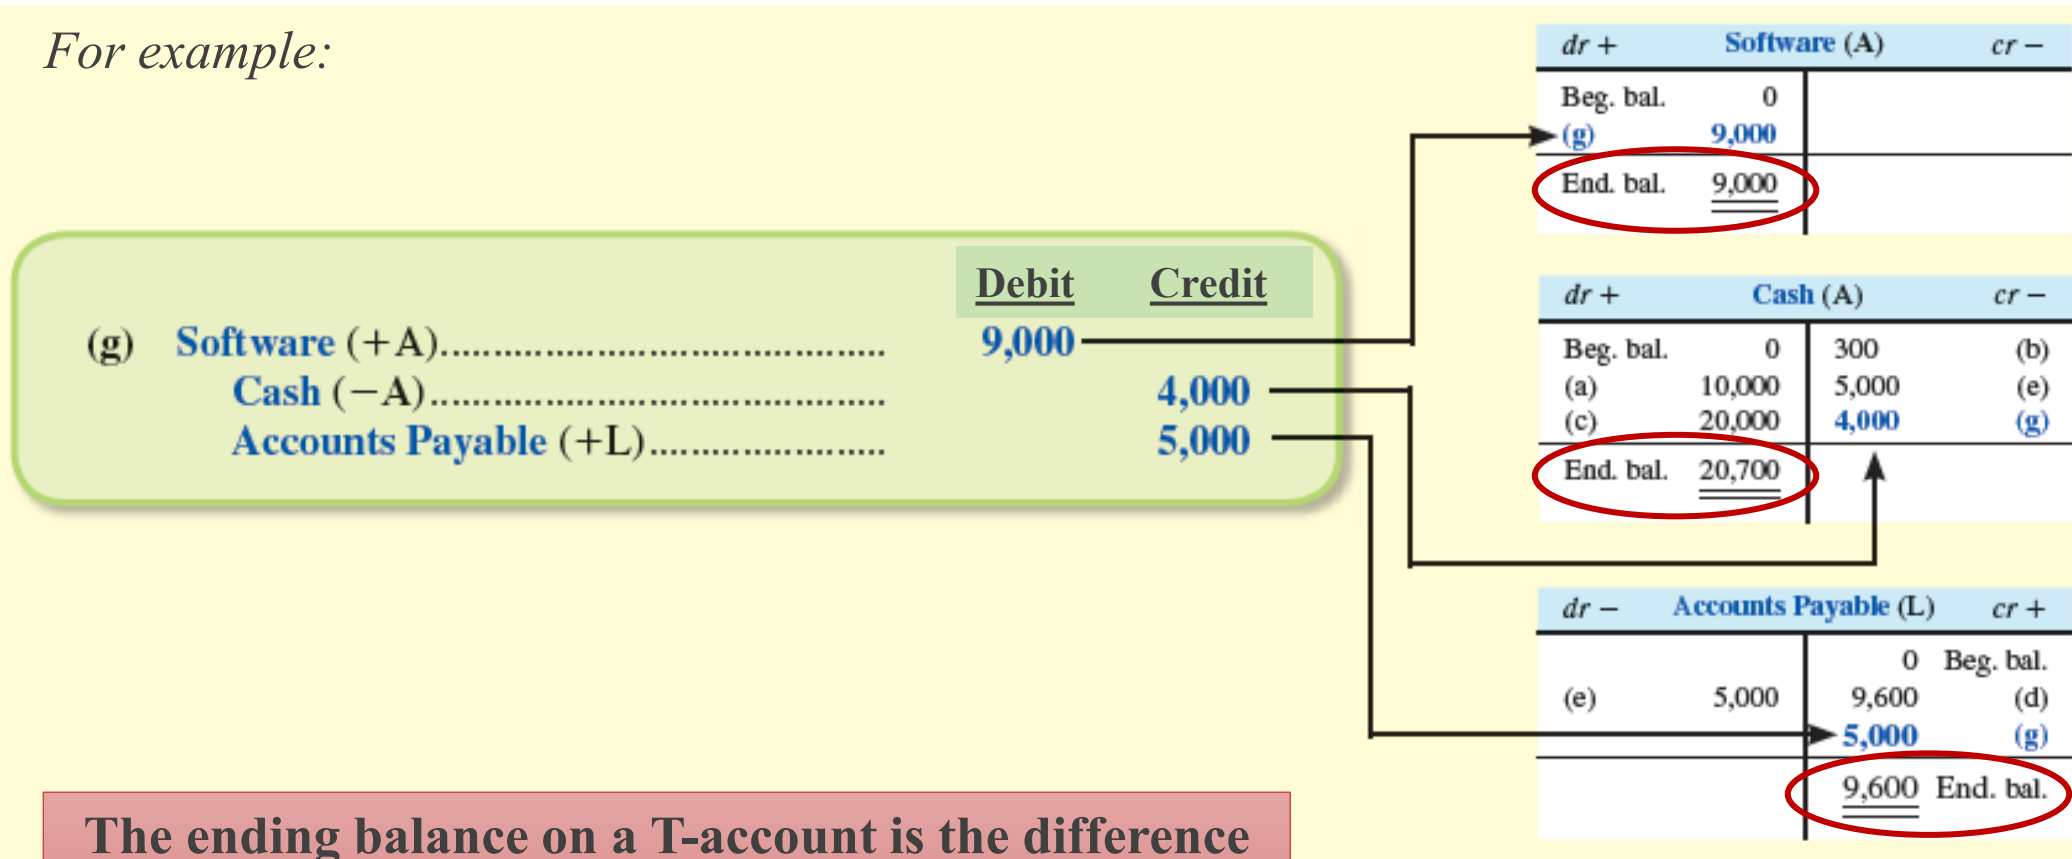 For example:
Debit Credit
(g) Software (+A)........................................ 9,000
Cash (−A)........................................ 4,000
Accounts Payable (+L)...................... 5,000
dr + Software (A) cr −
Beg. bal. 0
(g) 9,000
End. bal. 9,000
dr + Cash (A) cr −
Beg. bal. 0 300 (b)
(a) 10,000 5,000 (e)
(c) 20,000 4,000 (g)
End. bal. 20,700
dr − Accounts Payable (L) cr +
0 Beg. bal.
(e) 5,000 9,600 (d)
5,000 (g)
9,600 End. bal.
The ending balance on a T-account is the difference